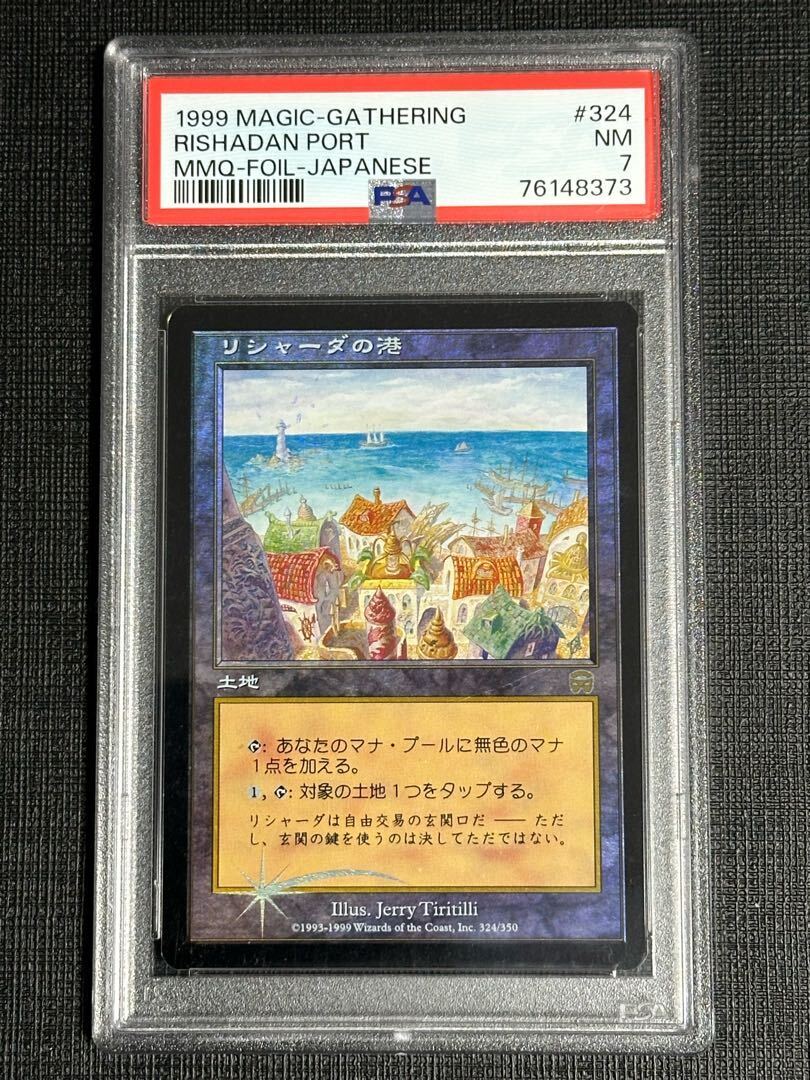 1999 MAGIC-GATHERING #324
RISHADAN PORT NM
MMQ-FOIL-JAPANESE 7
PSA 76148373
リシャーダの港
土地
: あなたのマナ・プールに無色のマナ
1点を加える。
1, : 対象の土地1つをタップする。
リシャーダは自由交易の玄関口だ ―― ただ
し、玄関の鍵を使うのは決してただではない。
Illus. Jerry Tiritilli
©1993-1999 Wizards of the Coast, Inc. 324/350
PSA